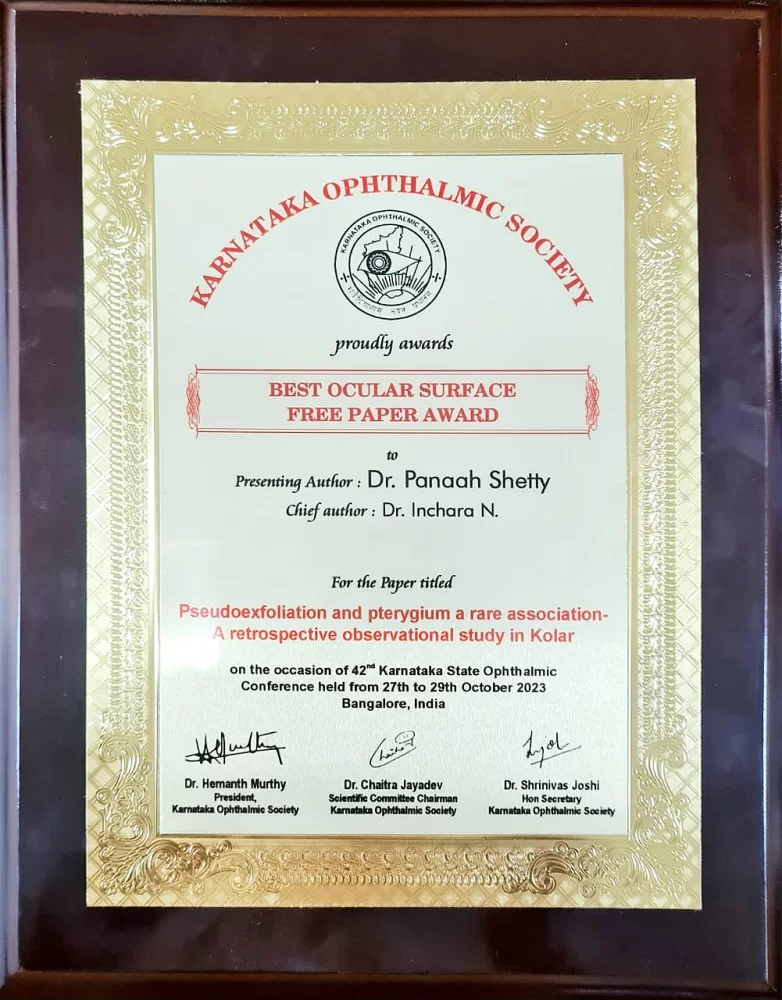 KARNATAKA OPHTHALMIC SOCIETY
KARNATAKA OPHTHALMIC SOCIETY
proudly awards
BEST OCULAR SURFACE
FREE PAPER AWARD
to
Presenting Author : Dr. Panaah Shetty
Chief author : Dr. Inchara N.
For the Paper titled
Pseudoexfoliation and pterygium a rare association-
A retrospective observational study in Kolar
on the occasion of 42nd Karnataka State Ophthalmic
Conference held from 27th to 29th October 2023
Bangalore, India
Dr. Hemanth Murthy
President,
Karnataka Ophthalmic Society
Dr. Chaitra Jayadev
Scientific Committee Chairman
Karnataka Ophthalmic Society
Dr. Shrinivas Joshi
Hon Secretary
Karnataka Ophthalmic Society